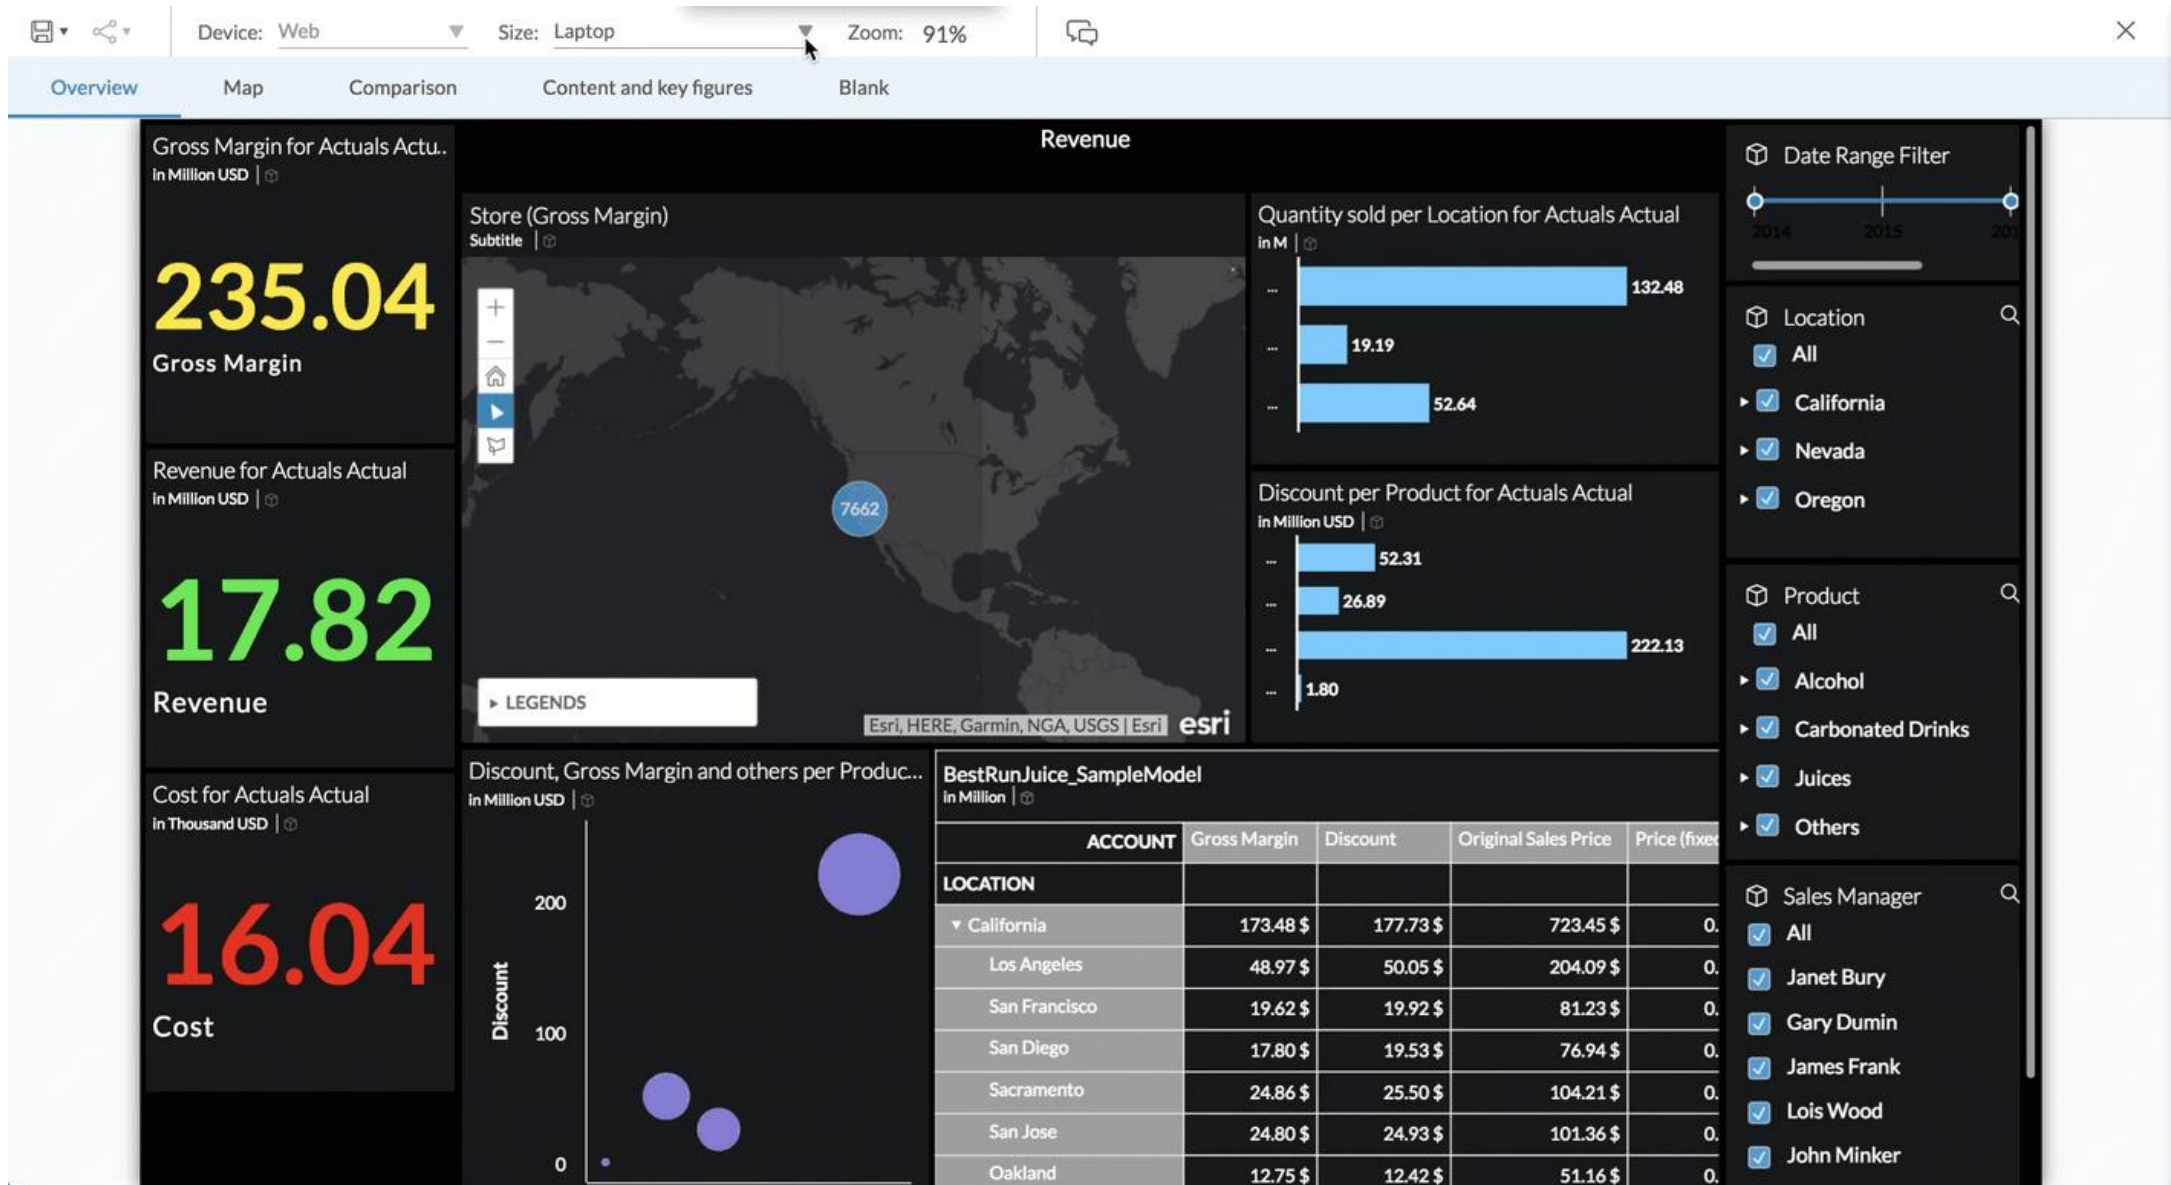 Device: Web
Size: Laptop
Zoom: 91%
Overview
Map
Comparison
Content and key figures
Blank
Revenue
Gross Margin for Actuals Actu..
in Million USD
235.04
Gross Margin
Revenue for Actuals Actual
in Million USD
17.82
Revenue
Cost for Actuals Actual
in Thousand USD
16.04
Cost
Store (Gross Margin)
Subtitle
7662
LEGENDS
Esri, HERE, Garmin, NGA, USGS | Esri
esri
Quantity sold per Location for Actuals Actual
in M
... 132.48
... 19.19
... 52.64
Discount per Product for Actuals Actual
in Million USD
... 52.31
... 26.89
... 222.13
... 1.80
Discount, Gross Margin and others per Produc...
in Million USD
Discount
200
100
0
BestRunJuice_SampleModel
in Million
ACCOUNT Gross Margin Discount Original Sales Price Price (fixed
LOCATION
California 173.48 $ 177.73 $ 723.45 $ 0.
Los Angeles 48.97 $ 50.05 $ 204.09 $ 0.
San Francisco 19.62 $ 19.92 $ 81.23 $ 0.
San Diego 17.80 $ 19.53 $ 76.94 $ 0.
Sacramento 24.86 $ 25.50 $ 104.21 $ 0.
San Jose 24.80 $ 24.93 $ 101.36 $ 0.
Oakland 12.75 $ 12.42 $ 51.16 $ 0.
Date Range Filter
2014 2015 201
Location
All
California
Nevada
Oregon
Product
All
Alcohol
Carbonated Drinks
Juices
Others
Sales Manager
All
Janet Bury
Gary Dumin
James Frank
Lois Wood
John Minker